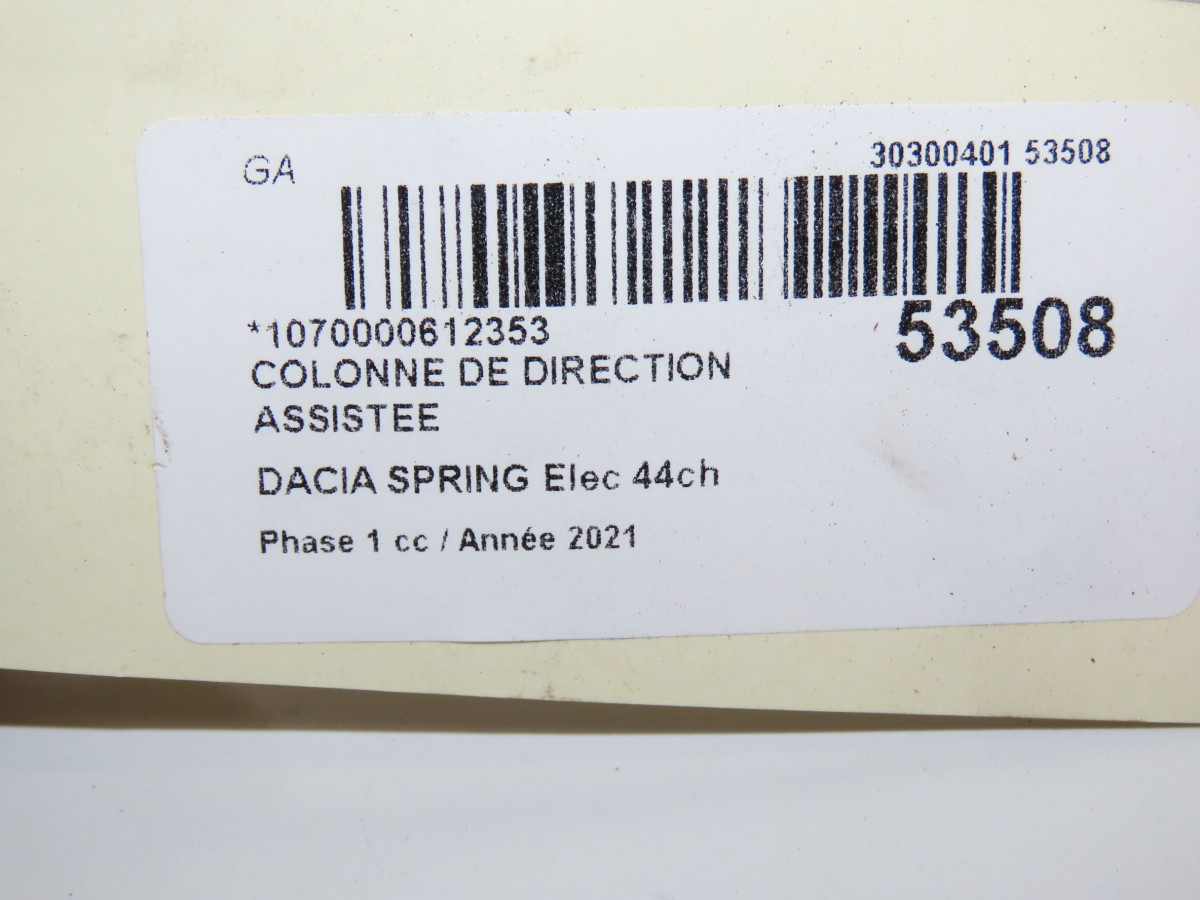 GA
30300401 53508
*1070000612353
53508
COLONNE DE DIRECTION
ASSISTEE
DACIA SPRING Elec 44ch
Phase 1 cc / Année 2021